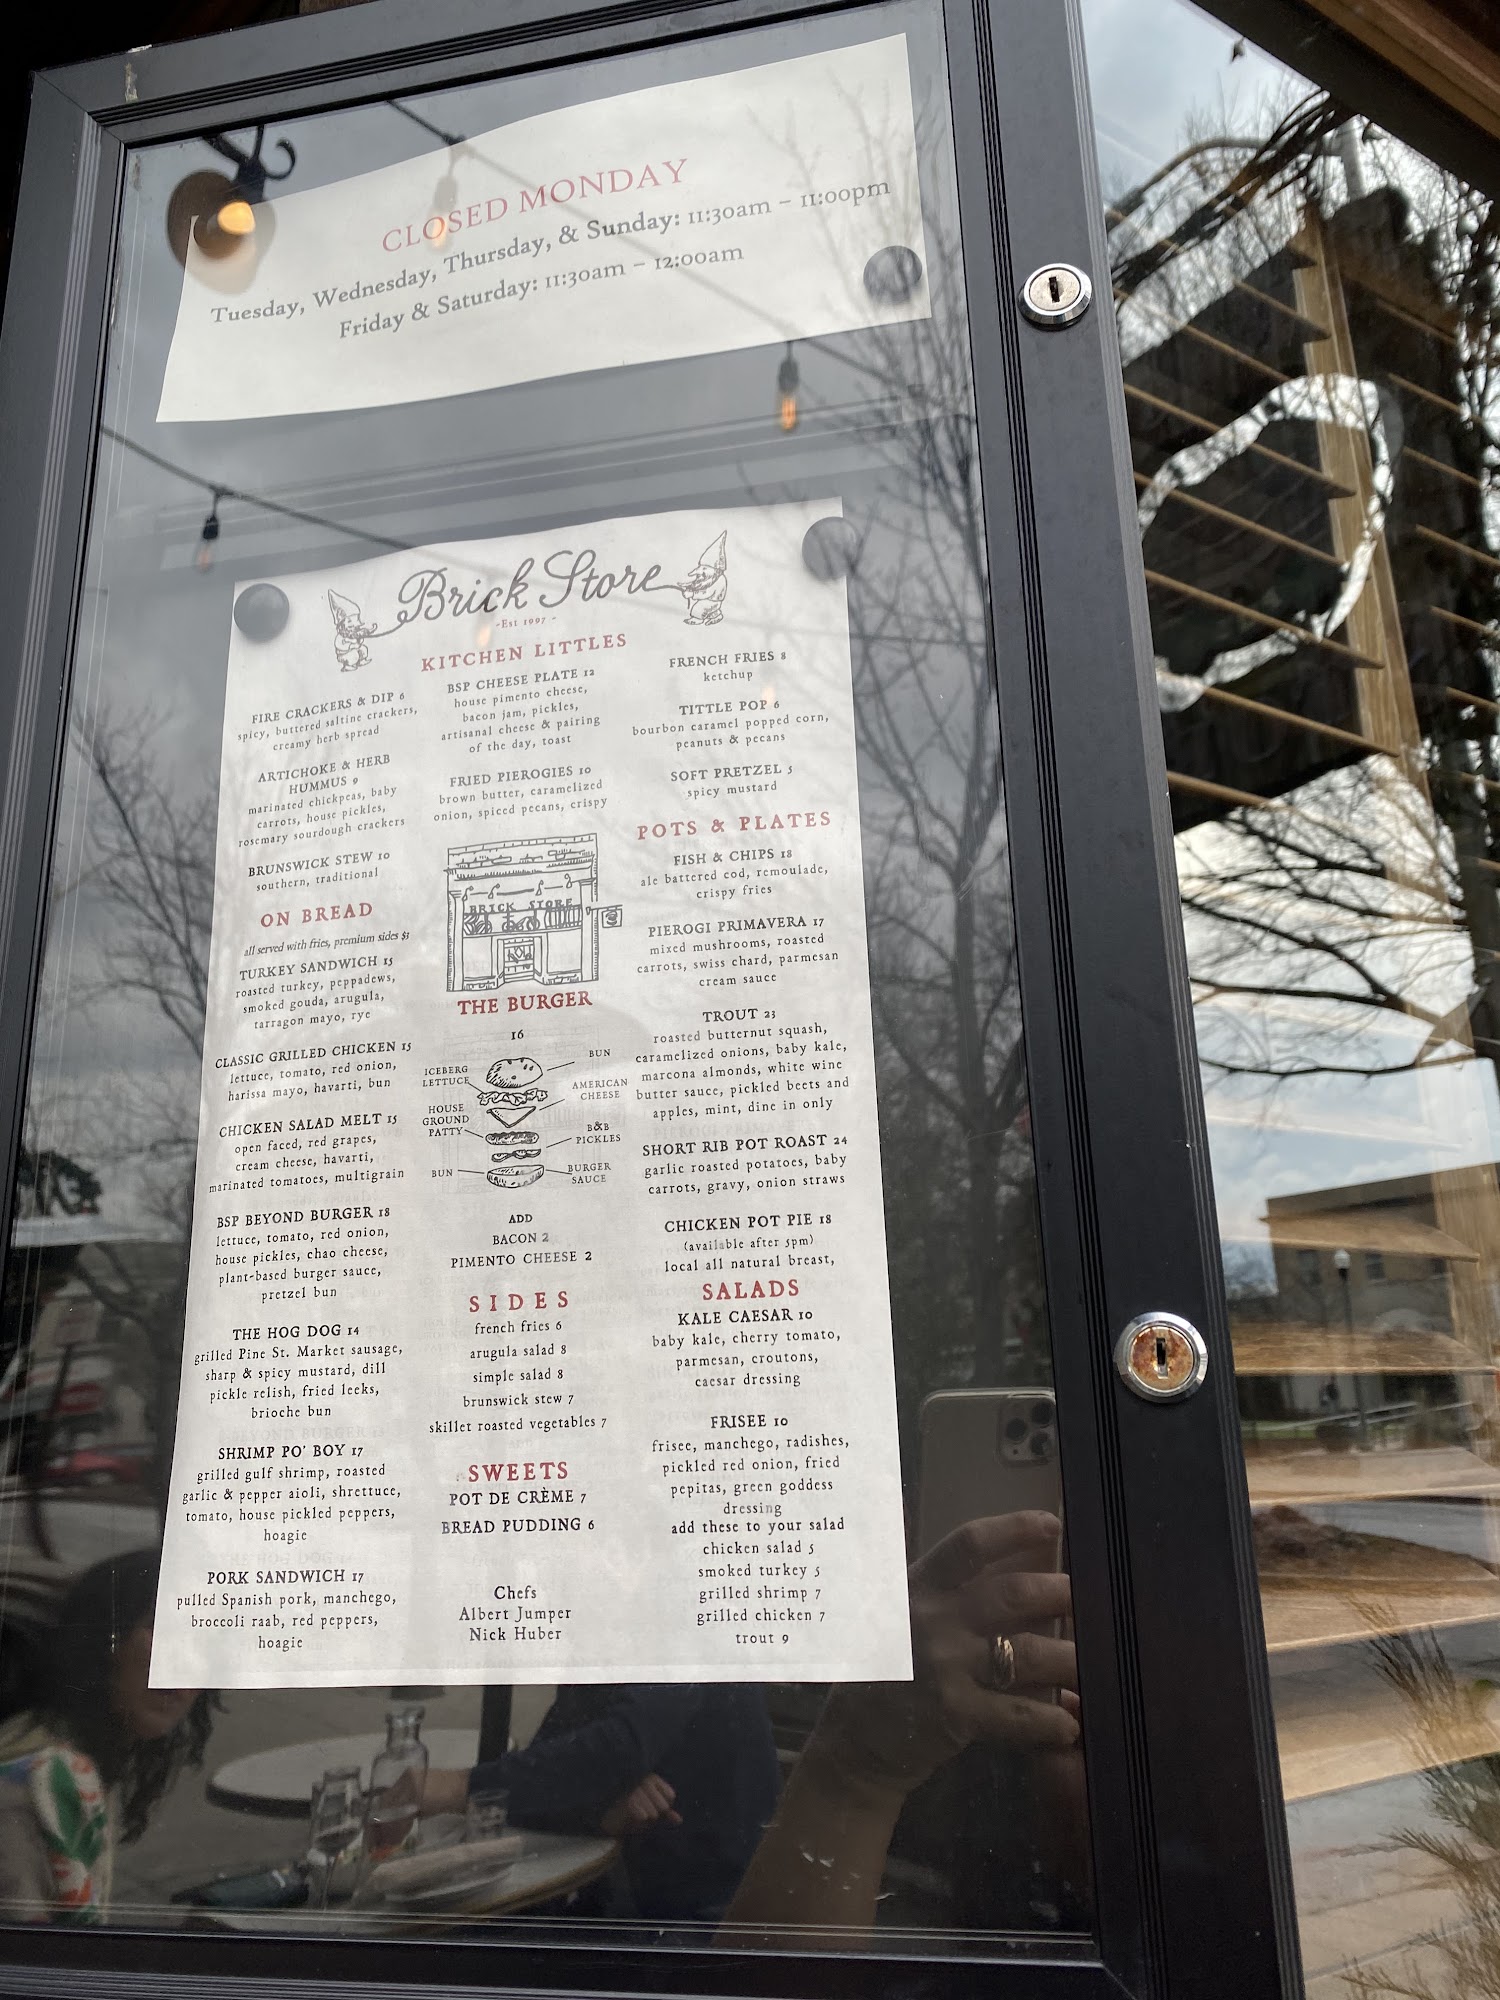 CLOSED MONDAY
Tuesday, Wednesday, Thursday, & Sunday: 11:30am – 11:00pm
Friday & Saturday: 11:30am – 12:00am
Brick Store
-Est 1997 -
KITCHEN LITTLES
FIRE CRACKERS & DIP 6
spicy, buttered saltine crackers,
creamy herb spread
ARTICHOKE & HERB
HUMMUS 9
marinated chickpeas, baby
carrots, house pickles,
rosemary sourdough crackers
BRUNSWICK STEW 10
southern, traditional
BSP CHEESE PLATE 12
house pimento cheese,
bacon jam, pickles,
artisanal cheese & pairing
of the day, toast
FRIED PIEROGIES 10
brown butter, caramelized
onion, spiced pecans, crispy
FRENCH FRIES 8
ketchup
TITTLE POP 6
bourbon caramel popped corn,
peanuts & pecans
SOFT PRETZEL 5
spicy mustard
ON BREAD
all served with fries, premium sides $3
TURKEY SANDWICH 15
roasted turkey, peppadews,
smoked gouda, arugula,
tarragon mayo, rye
CLASSIC GRILLED CHICKEN 15
lettuce, tomato, red onion,
harissa mayo, havarti, bun
CHICKEN SALAD MELT 15
open faced, red grapes,
cream cheese, havarti,
marinated tomatoes, multigrain
BSP BEYOND BURGER 18
lettuce, tomato, red onion,
house pickles, chao cheese,
plant-based burger sauce,
pretzel bun
THE HOG DOG 14
grilled Pine St. Market sausage,
sharp & spicy mustard, dill
pickle relish, fried leeks,
brioche bun
SHRIMP PO' BOY 17
grilled gulf shrimp, roasted
garlic & pepper aioli, shrettuce,
tomato, house pickled peppers,
hoagie
PORK SANDWICH 17
pulled Spanish pork, manchego,
broccoli raab, red peppers,
hoagie
BRICK STORE
THE BURGER
16
BUN
ICEBERG
LETTUCE
AMERICAN
CHEESE
HOUSE
GROUND
PATTY
B&B
PICKLES
BUN
BURGER
SAUCE
ADD
BACON 2
PIMENTO CHEESE 2
SIDES
french fries 6
arugula salad 8
simple salad 8
brunswick stew 7
skillet roasted vegetables 7
SWEETS
POT DE CRÈME 7
BREAD PUDDING 6
Chefs
Albert Jumper
Nick Huber
POTS & PLATES
FISH & CHIPS 18
ale battered cod, remoulade,
crispy fries
PIEROGI PRIMAVERA 17
mixed mushrooms, roasted
carrots, swiss chard, parmesan
cream sauce
TROUT 23
roasted butternut squash,
caramelized onions, baby kale,
marcona almonds, white wine
butter sauce, pickled beets and
apples, mint, dine in only
SHORT RIB POT ROAST 24
garlic roasted potatoes, baby
carrots, gravy, onion straws
CHICKEN POT PIE 18
(available after 5pm)
local all natural breast,
SALADS
KALE CAESAR 10
baby kale, cherry tomato,
parmesan, croutons,
caesar dressing
FRISEE 10
frisee, manchego, radishes,
pickled red onion, fried
pepitas, green goddess
dressing
add these to your salad
chicken salad 5
smoked turkey 5
grilled shrimp 7
grilled chicken 7
trout 9